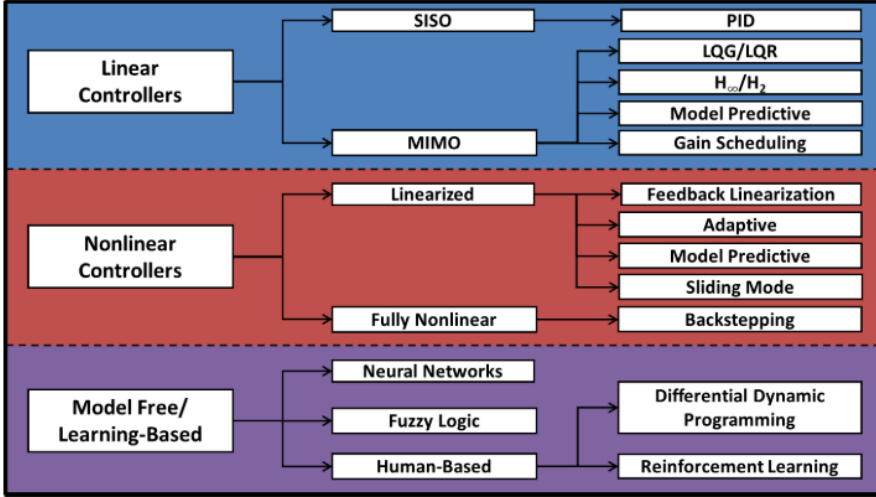 SISO
PID
Linear
Controllers
LQG/LQR
H∞/H2
Model Predictive
MIMO
Gain Scheduling
Linearized
Feedback Linearization
Nonlinear
Controllers
Adaptive
Model Predictive
Sliding Mode
Fully Nonlinear
Backstepping
Model Free/
Learning-Based
Neural Networks
Fuzzy Logic
Human-Based
Differential Dynamic
Programming
Reinforcement Learning